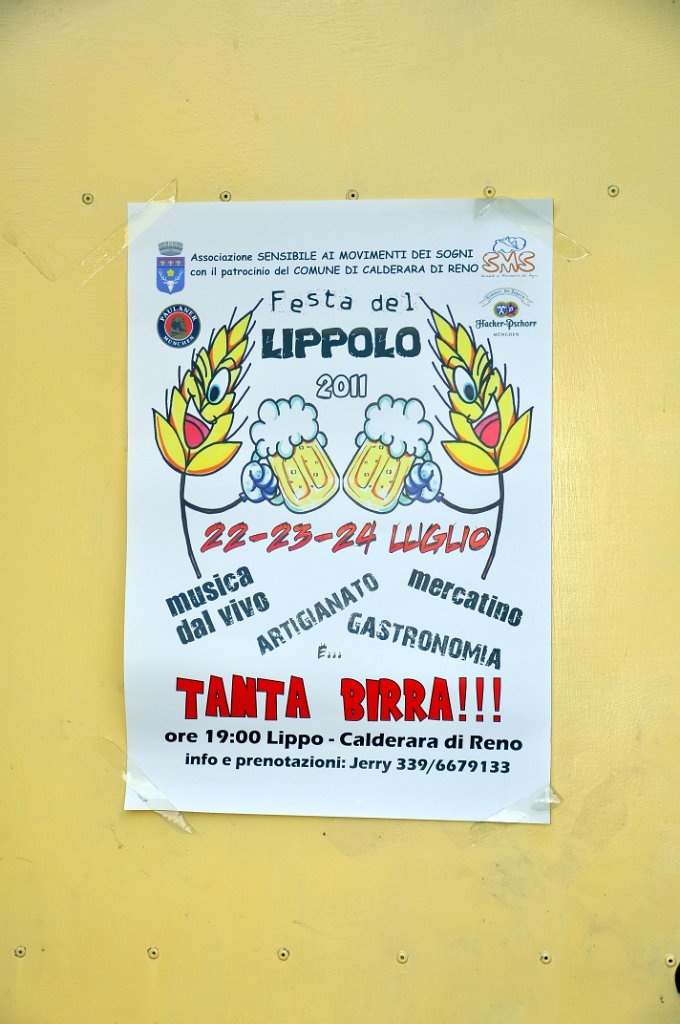 Associazione SENSIBILE AI MOVIMENTI DEI SOGNI
con il patrocinio del COMUNE DI CALDERARA DI RENO
SMS
PAULANER
MÜNCHEN
Hacker-Pschorr
MÜNCHEN
Festa del
LIPPOLO
2011
22-23-24 LUGLIO
musica
dal vivo
ARTIGIANATO
mercatino
GASTRONOMIA
E...
TANTA BIRRA!!!
ore 19:00 Lippo - Calderara di Reno
info e prenotazioni: Jerry 339/6679133